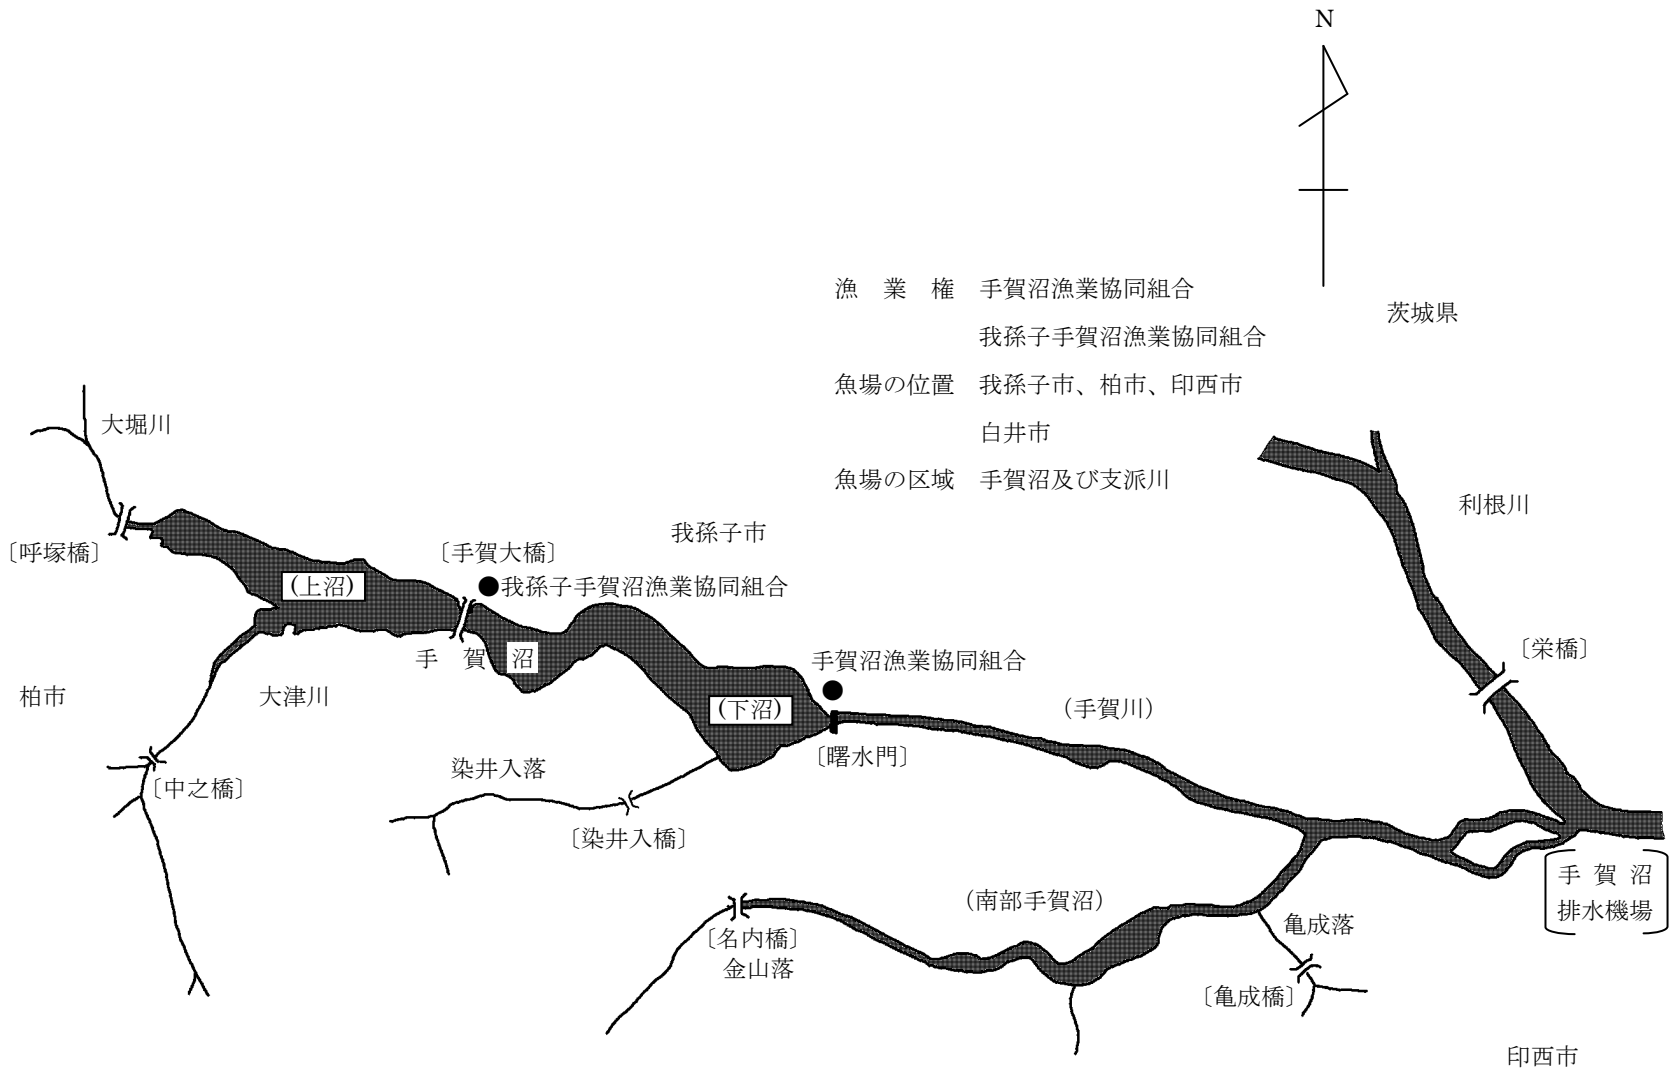 N
漁業権 手賀沼漁業協同組合
我孫子手賀沼漁業協同組合
魚場の位置 我孫子市、柏市、印西市
白井市
魚場の区域 手賀沼及び支派川
茨城県
大堀川
利根川
我孫子市
〔呼塚橋〕
〔手賀大橋〕
(上沼)
我孫子手賀沼漁業協同組合
手賀沼
〔栄橋〕
手賀沼漁業協同組合
柏市
大津川
(下沼)
(手賀川)
〔曙水門〕
染井入落
〔中之橋〕
〔染井入橋〕
〔手賀沼
排水機場〕
(南部手賀沼)
亀成落
〔名内橋〕
金山落
〔亀成橋〕
印西市